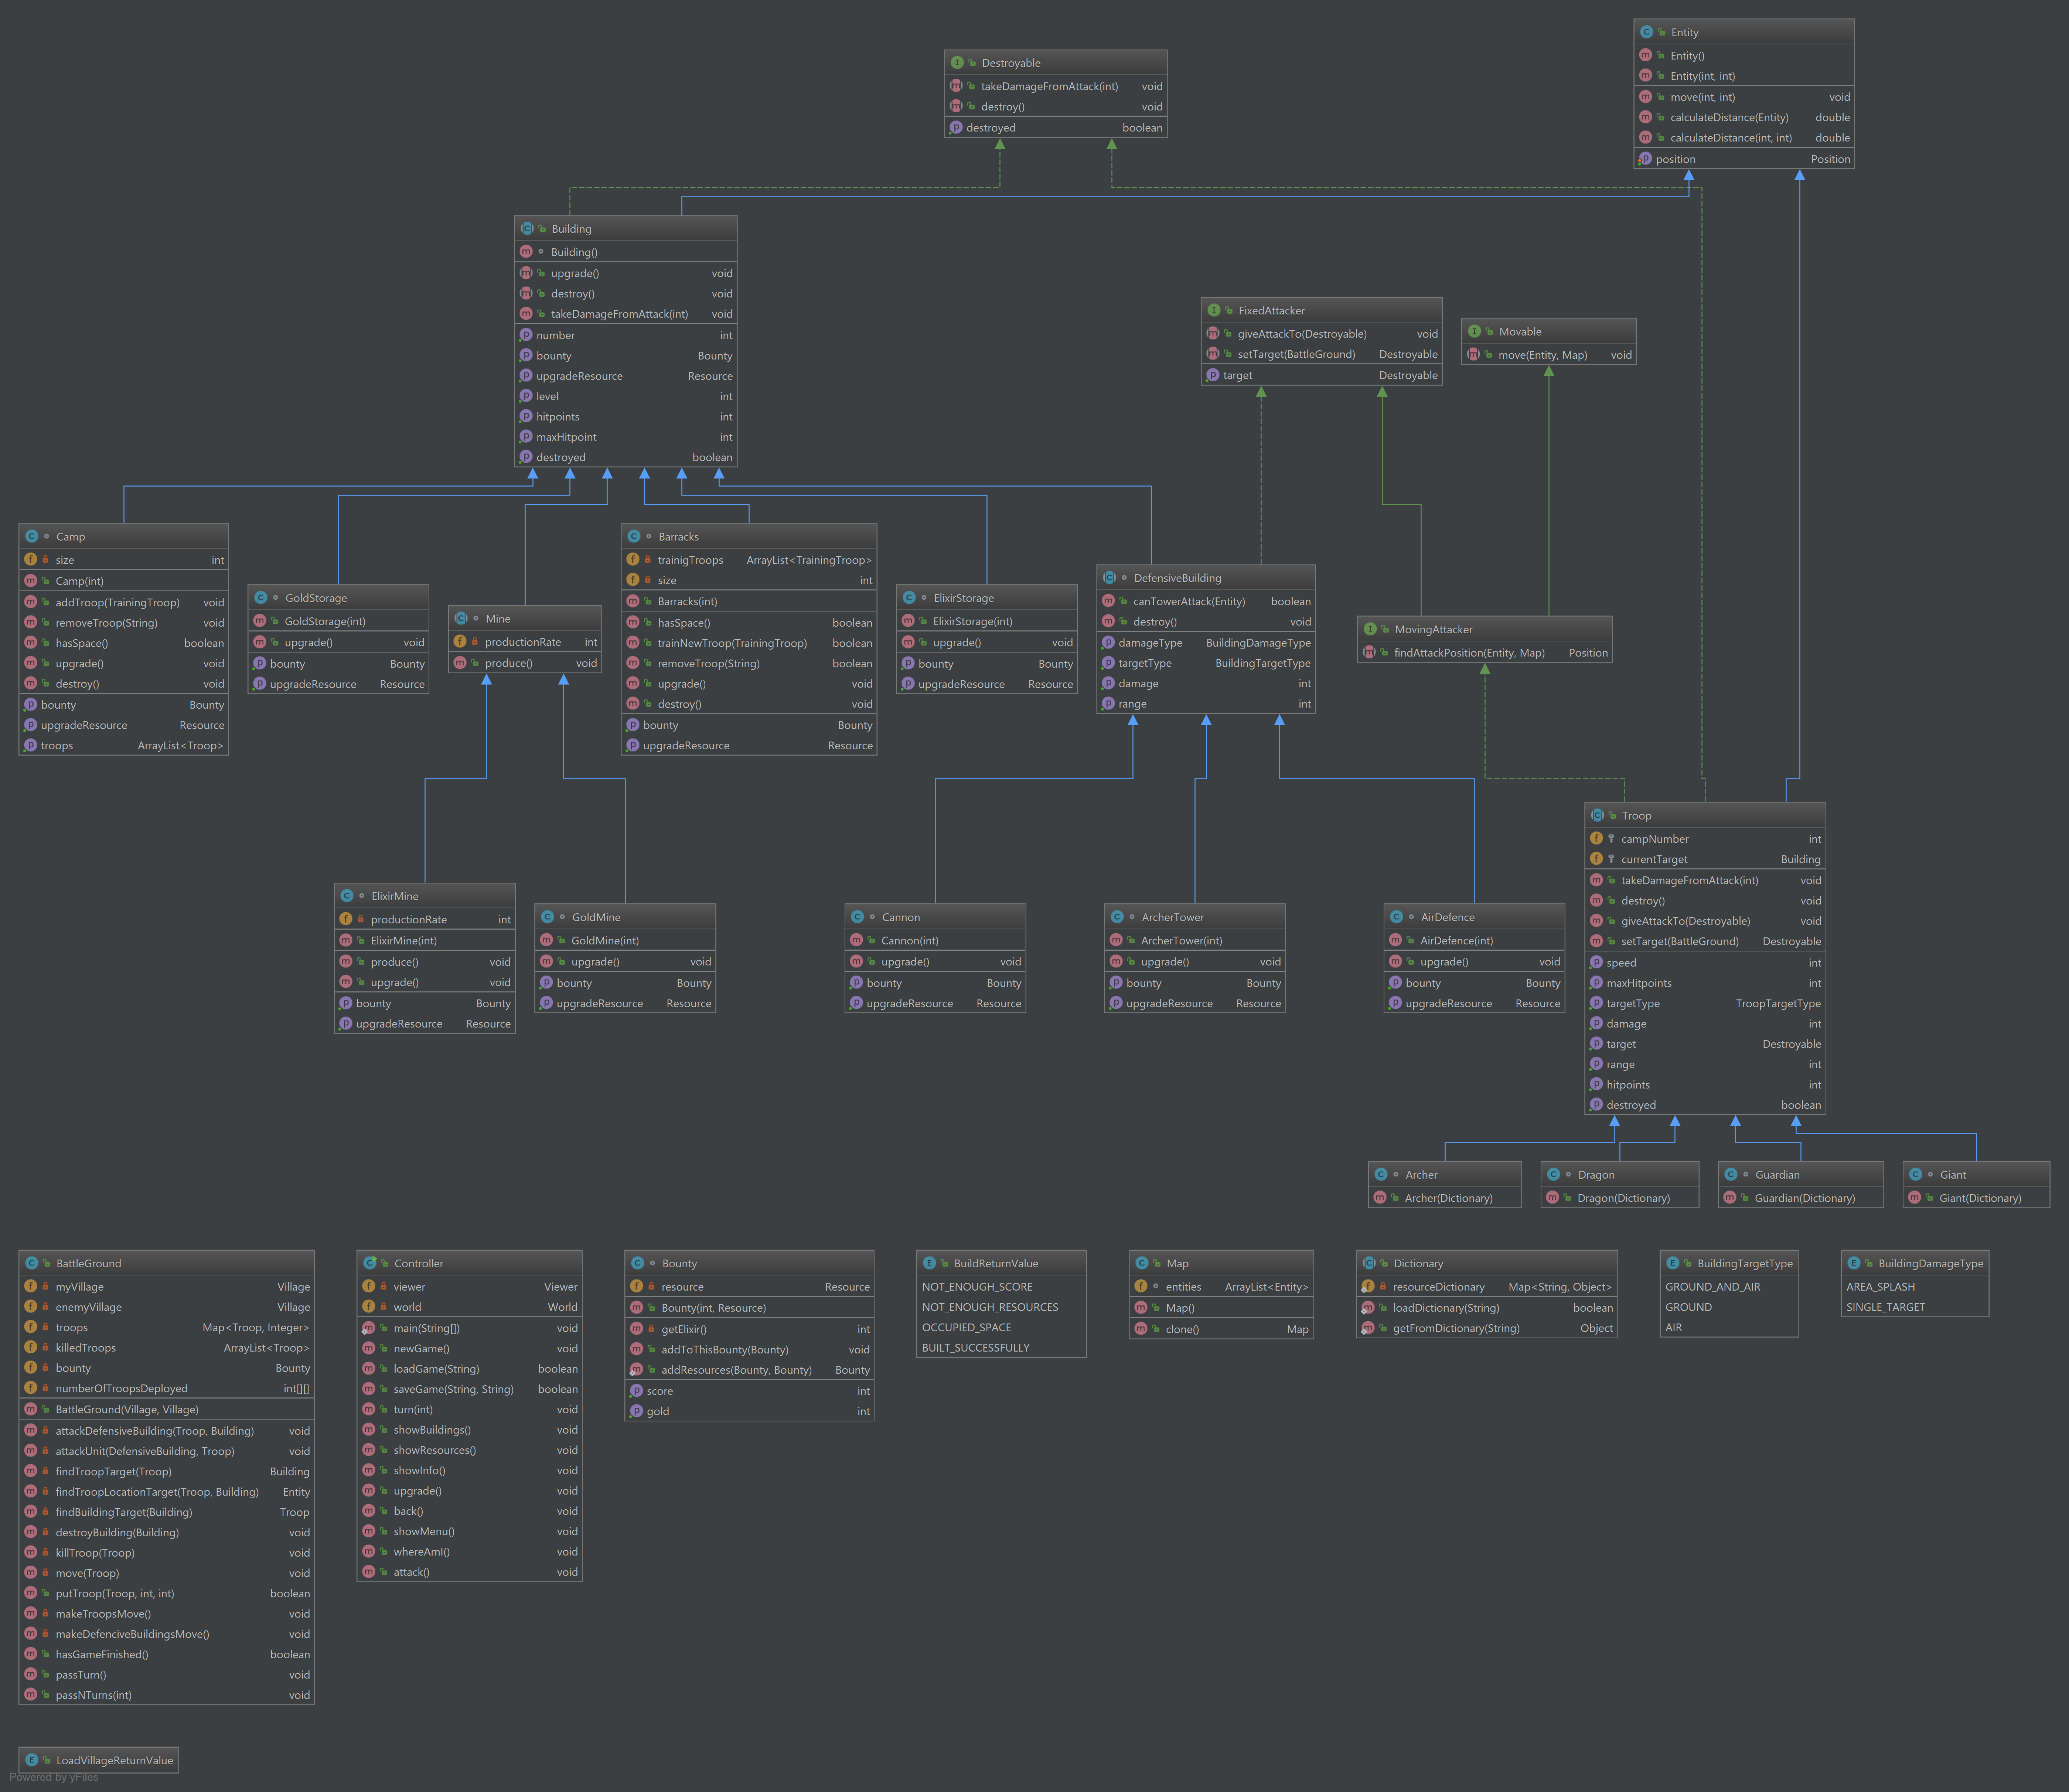 Entity
Entity()
Entity(int, int)
move(int, int) void
calculateDistance(Entity) double
calculateDistance(int, int) double
position Position
Destroyable
takeDamageFromAttack(int) void
destroy() void
destroyed boolean
Building
Building()
upgrade() void
destroy() void
takeDamageFromAttack(int) void
number int
bounty Bounty
upgradeResource Resource
level int
hitpoints int
maxHitpoint int
destroyed boolean
FixedAttacker
giveAttackTo(Destroyable) void
setTarget(BattleGround) Destroyable
target Destroyable
Movable
move(Entity, Map) void
Camp
size int
Camp(int)
addTroop(TrainingTroop) void
removeTroop(String) void
hasSpace() boolean
upgrade() void
destroy() void
bounty Bounty
upgradeResource Resource
troops ArrayList<Troop>
GoldStorage
GoldStorage(int)
upgrade() void
bounty Bounty
upgradeResource Resource
Mine
productionRate int
produce() void
Barracks
trainigTroops ArrayList<TrainingTroop>
size int
Barracks(int)
hasSpace() boolean
trainNewTroop(TrainingTroop) boolean
removeTroop(String) boolean
upgrade() void
destroy() void
bounty Bounty
upgradeResource Resource
ElixirStorage
ElixirStorage(int)
upgrade() void
bounty Bounty
upgradeResource Resource
DefensiveBuilding
canTowerAttack(Entity) boolean
destroy() void
damageType BuildingDamageType
targetType BuildingTargetType
damage int
range int
MovingAttacker
findAttackPosition(Entity, Map) Position
Troop
campNumber int
currentTarget Building
takeDamageFromAttack(int) void
destroy() void
giveAttackTo(Destroyable) void
setTarget(BattleGround) Destroyable
speed int
maxHitpoints int
targetType TroopTargetType
damage int
target Destroyable
range int
hitpoints int
destroyed boolean
ElixirMine
productionRate int
ElixirMine(int)
produce() void
upgrade() void
bounty Bounty
upgradeResource Resource
GoldMine
GoldMine(int)
upgrade() void
bounty Bounty
upgradeResource Resource
Cannon
Cannon(int)
upgrade() void
bounty Bounty
upgradeResource Resource
ArcherTower
ArcherTower(int)
upgrade() void
bounty Bounty
upgradeResource Resource
AirDefence
AirDefence(int)
upgrade() void
bounty Bounty
upgradeResource Resource
Archer
Archer(Dictionary)
Dragon
Dragon(Dictionary)
Guardian
Guardian(Dictionary)
Giant
Giant(Dictionary)
BattleGround
myVillage Village
enemyVillage Village
troops Map<Troop, Integer>
killedTroops ArrayList<Troop>
bounty Bounty
numberOfTroopsDeployed int[][]
BattleGround(Village, Village)
attackDefensiveBuilding(Troop, Building) void
attackUnit(DefensiveBuilding, Troop) void
findTroopTarget(Troop) Building
findTroopLocationTarget(Troop, Building) Entity
findBuildingTarget(Building) Troop
destroyBuilding(Building) void
killTroop(Troop) void
move(Troop) void
putTroop(Troop, int, int) boolean
makeTroopsMove() void
makeDefenciveBuildingsMove() void
hasGameFinished() boolean
passTurn() void
passNTurns(int) void
Controller
viewer Viewer
world World
main(String[]) void
newGame() void
loadGame(String) boolean
saveGame(String, String) boolean
turn(int) void
showBuildings() void
showResources() void
showInfo() void
upgrade() void
back() void
showMenu() void
whereAmI() void
attack() void
Bounty
resource Resource
Bounty(int, Resource)
getElixir() int
addToThisBounty(Bounty) void
addResources(Bounty, Bounty) Bounty
score int
gold int
BuildReturnValue
NOT_ENOUGH_SCORE
NOT_ENOUGH_RESOURCES
OCCUPIED_SPACE
BUILT_SUCCESSFULLY
Map
entities ArrayList<Entity>
Map()
clone() Map
Dictionary
resourceDictionary Map<String, Object>
loadDictionary(String) boolean
getFromDictionary(String) Object
BuildingTargetType
GROUND_AND_AIR
GROUND
AIR
BuildingDamageType
AREA_SPLASH
SINGLE_TARGET
LoadVillageReturnValue
Powered by yFiles